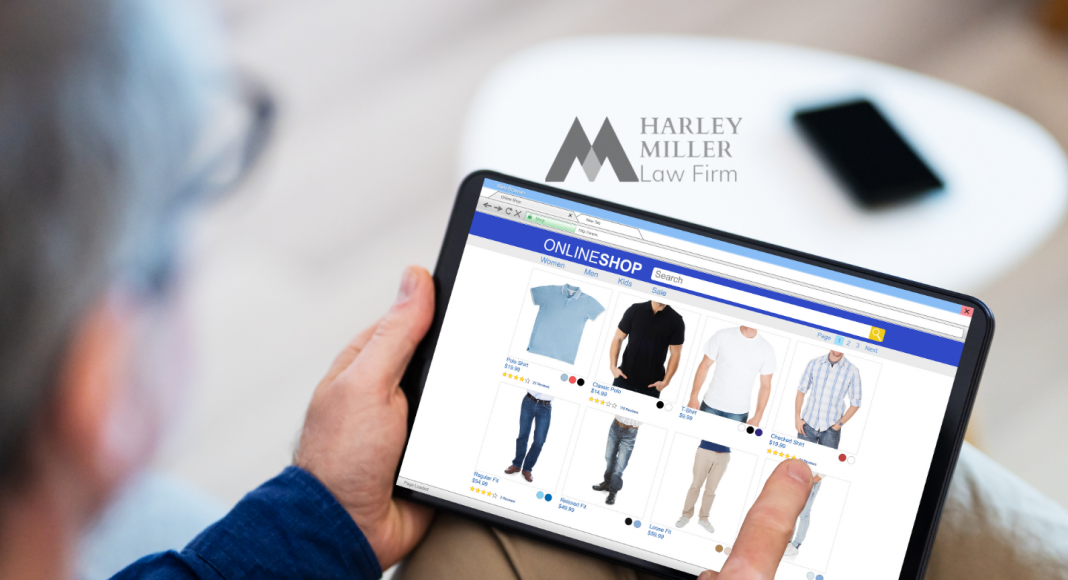 HARLEY
MILLER
Law Firm
Online Shop
New Tab
http://www.
ONLINESHOP
Search
Women Men Kids Sale
Page 1 2 3 Next
Polo Shirt
$19.99
Classic Polo
$14.99
T-Shirt
$9.99
Checked Shirt
$19.99
Regular Fit
$54.99
Relaxed Fit
$49.99
Loose Fit
$59.99
Page Loaded